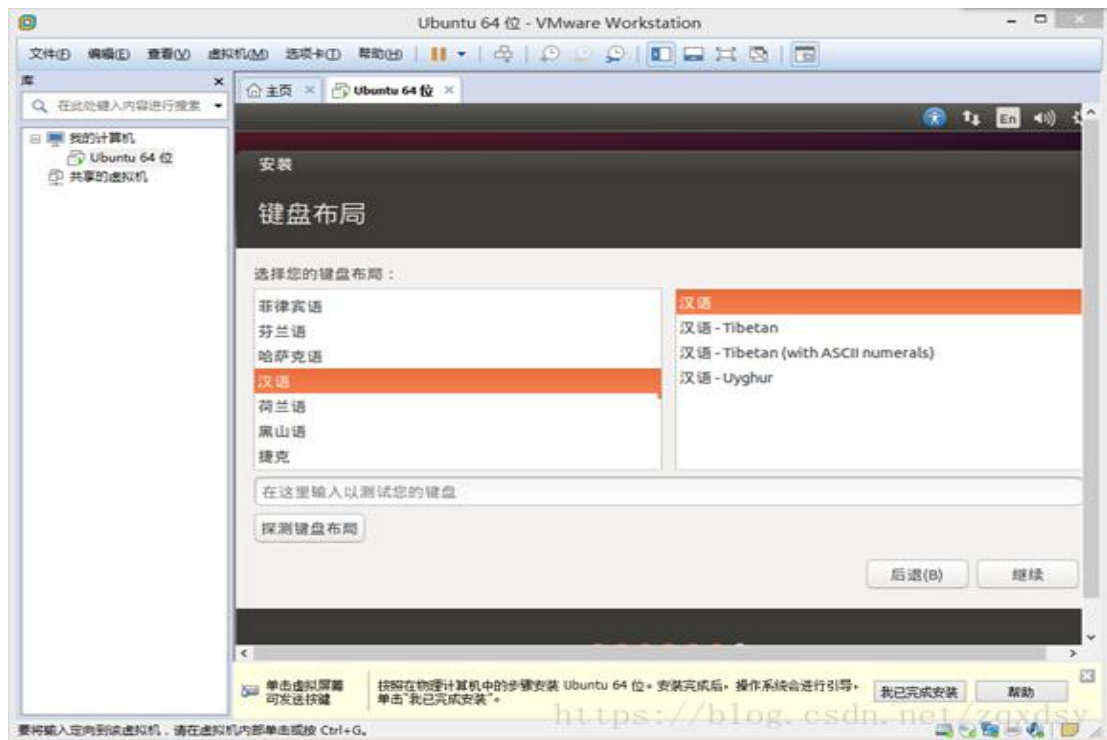 Ubuntu 64 位 - VMware Workstation
文件(F) 编辑(E) 查看(V) 虚拟机(M) 选项卡(T) 帮助(H)
库
主页
Ubuntu 64 位
在此处键入内容进行搜索
我的计算机
Ubuntu 64 位
共享的虚拟机
En
安装
键盘布局
选择您的键盘布局：
菲律宾语
芬兰语
哈萨克语
汉语
荷兰语
黑山语
捷克
汉语
汉语 - Tibetan
汉语 - Tibetan (with ASCII numerals)
汉语 - Uyghur
在这里输入以测试您的键盘
探测键盘布局
后退(B)
继续
单击虚拟屏幕
可发送按键
按照在物理计算机中的步骤安装 Ubuntu 64 位。安装完成后，操作系统会进行引导，
单击"我已完成安装"。
我已完成安装
帮助
https://blog.csdn.net/zqxdsy
要将输入定向到该虚拟机，请在虚拟机内部单击或按 Ctrl+G。